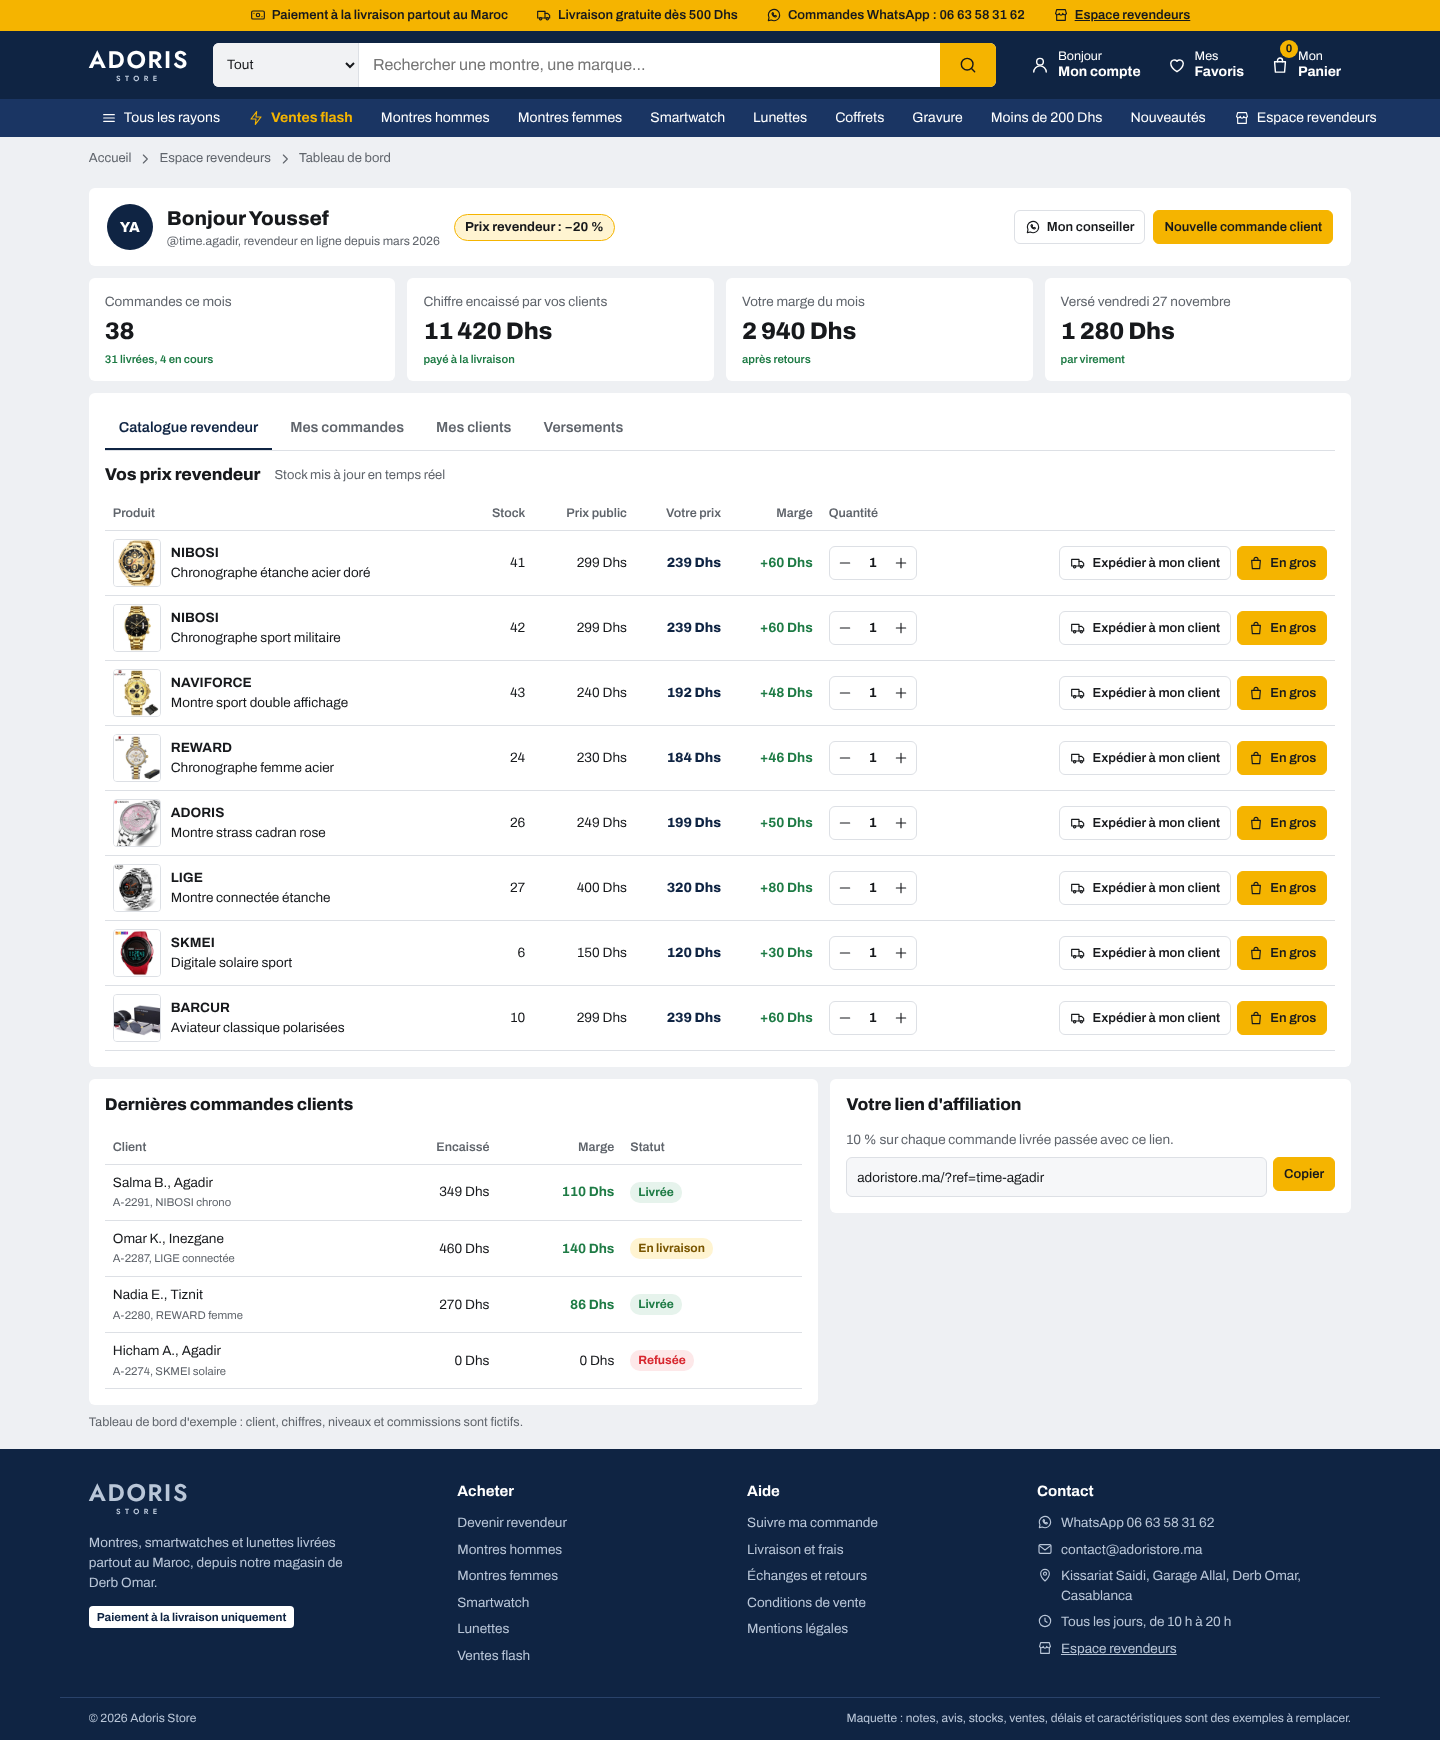 Paiement à la livraison partout au Maroc
Livraison gratuite dès 500 Dhs
Commandes WhatsApp : 06 63 58 31 62
Espace revendeurs
ADORIS
STORE
Tout
Rechercher une montre, une marque...
Bonjour
Mon compte
Mes
Favoris
0
Mon
Panier
Tous les rayons
Ventes flash
Montres hommes
Montres femmes
Smartwatch
Lunettes
Coffrets
Gravure
Moins de 200 Dhs
Nouveautés
Espace revendeurs
Accueil
Espace revendeurs
Tableau de bord
YA
Bonjour Youssef
@time.agadir, revendeur en ligne depuis mars 2026
Prix revendeur : −20 %
Mon conseiller
Nouvelle commande client
Commandes ce mois
38
31 livrées, 4 en cours
Chiffre encaissé par vos clients
11 420 Dhs
payé à la livraison
Votre marge du mois
2 940 Dhs
après retours
Versé vendredi 27 novembre
1 280 Dhs
par virement
Catalogue revendeur
Mes commandes
Mes clients
Versements
Vos prix revendeur
Stock mis à jour en temps réel
Produit Stock Prix public Votre prix Marge Quantité
NIBOSI
Chronographe étanche acier doré
41 299 Dhs 239 Dhs +60 Dhs − 1 + Expédier à mon client En gros
NIBOSI
Chronographe sport militaire
42 299 Dhs 239 Dhs +60 Dhs − 1 + Expédier à mon client En gros
NAVIFORCE
Montre sport double affichage
43 240 Dhs 192 Dhs +48 Dhs − 1 + Expédier à mon client En gros
REWARD
Chronographe femme acier
24 230 Dhs 184 Dhs +46 Dhs − 1 + Expédier à mon client En gros
ADORIS
Montre strass cadran rose
26 249 Dhs 199 Dhs +50 Dhs − 1 + Expédier à mon client En gros
LIGE
Montre connectée étanche
27 400 Dhs 320 Dhs +80 Dhs − 1 + Expédier à mon client En gros
SKMEI
Digitale solaire sport
6 150 Dhs 120 Dhs +30 Dhs − 1 + Expédier à mon client En gros
BARCUR
Aviateur classique polarisées
10 299 Dhs 239 Dhs +60 Dhs − 1 + Expédier à mon client En gros
Dernières commandes clients
Client Encaissé Marge Statut
Salma B., Agadir
A-2291, NIBOSI chrono
349 Dhs 110 Dhs Livrée
Omar K., Inezgane
A-2287, LIGE connectée
460 Dhs 140 Dhs En livraison
Nadia E., Tiznit
A-2280, REWARD femme
270 Dhs 86 Dhs Livrée
Hicham A., Agadir
A-2274, SKMEI solaire
0 Dhs 0 Dhs Refusée
Votre lien d'affiliation
10 % sur chaque commande livrée passée avec ce lien.
adoristore.ma/?ref=time-agadir
Copier
Tableau de bord d'exemple : client, chiffres, niveaux et commissions sont fictifs.
ADORIS
STORE
Montres, smartwatches et lunettes livrées
partout au Maroc, depuis notre magasin de
Derb Omar.
Paiement à la livraison uniquement
Acheter
Devenir revendeur
Montres hommes
Montres femmes
Smartwatch
Lunettes
Ventes flash
Aide
Suivre ma commande
Livraison et frais
Échanges et retours
Conditions de vente
Mentions légales
Contact
WhatsApp 06 63 58 31 62
contact@adoristore.ma
Kissariat Saidi, Garage Allal, Derb Omar,
Casablanca
Tous les jours, de 10 h à 20 h
Espace revendeurs
© 2026 Adoris Store
Maquette : notes, avis, stocks, ventes, délais et caractéristiques sont des exemples à remplacer.